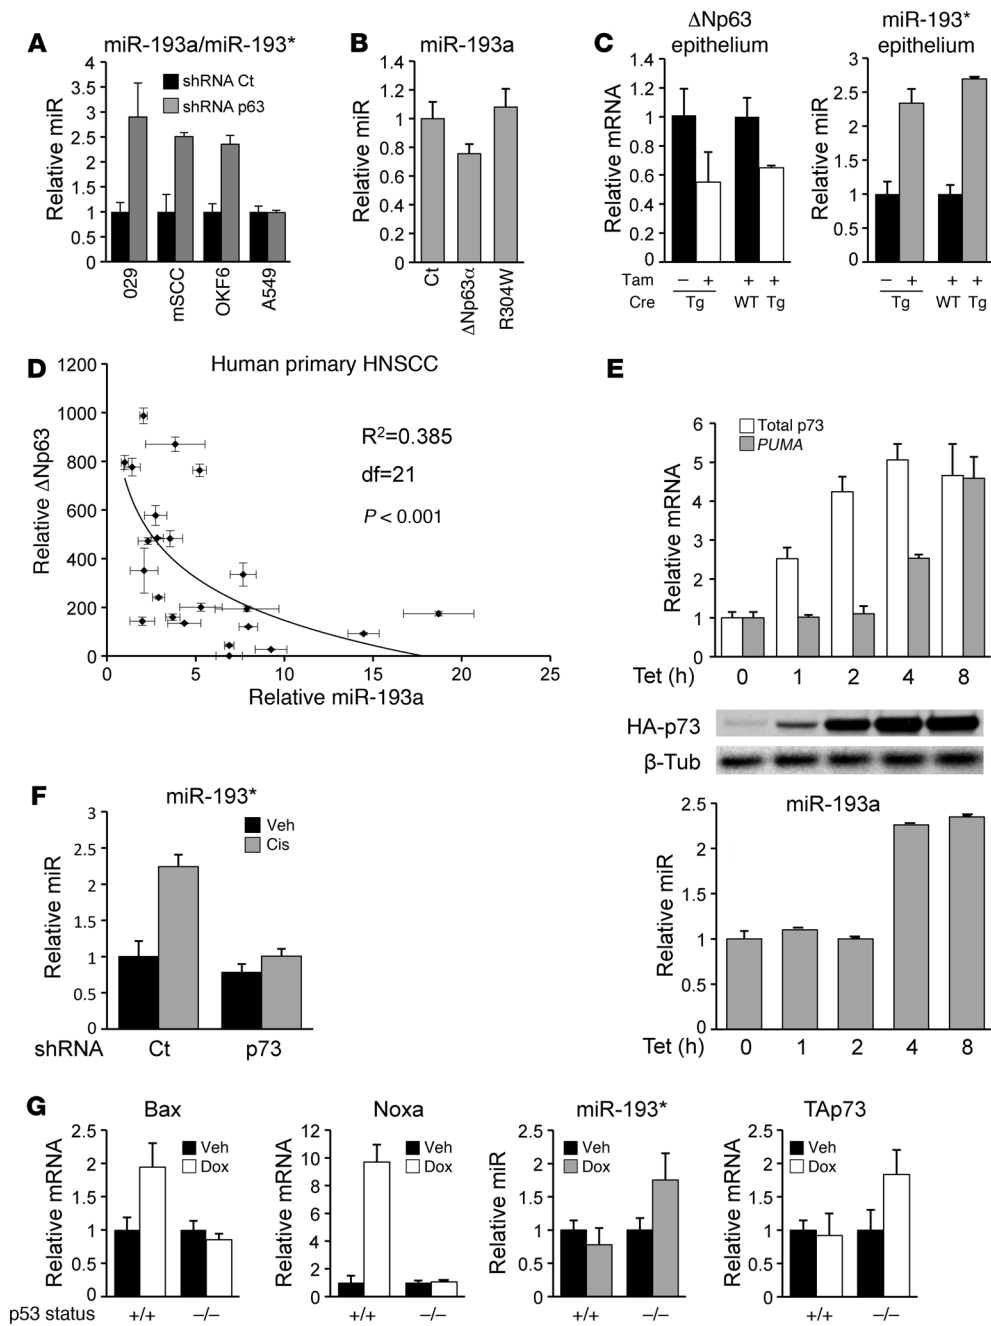 A
miR-193a/miR-193*
Relative miR
4
3.5
3
2.5
2
1.5
1
0.5
0
shRNA Ct
shRNA p63
029
mSCC
OKF6
A549
B
miR-193a
Relative miR
1.4
1.2
1
0.8
0.6
0.4
0.2
0
Ct
ΔNp63α
R304W
C
ΔNp63
epithelium
Relative mRNA
1.4
1.2
1
0.8
0.6
0.4
0.2
0
Tam – + + +
Cre Tg WT Tg
miR-193*
epithelium
Relative miR
3
2.5
2
1.5
1
0.5
0
– + + +
Tg WT Tg
D
Human primary HNSCC
Relative ΔNp63
1200
1000
800
600
400
200
0
R²=0.385
df=21
P < 0.001
0 5 10 15 20 25
Relative miR-193a
E
Relative mRNA
6
5
4
3
2
1
0
Total p73
PUMA
Tet (h) 0 1 2 4 8
HA-p73
β-Tub
miR-193a
Relative miR
2.5
2
1.5
1
0.5
0
Tet (h) 0 1 2 4 8
F
miR-193*
Relative miR
3
2.5
2
1.5
1
0.5
0
Veh
Cis
shRNA Ct p73
G
Bax
Relative mRNA
2.5
2
1.5
1
0.5
0
Veh
Dox
p53 status +/+ –/–
Noxa
Relative mRNA
12
10
8
6
4
2
0
Veh
Dox
+/+ –/–
miR-193*
Relative miR
2.5
2
1.5
1
0.5
0
Veh
Dox
+/+ –/–
TAp73
Relative mRNA
2.5
2
1.5
1
0.5
0
Veh
Dox
+/+ –/–